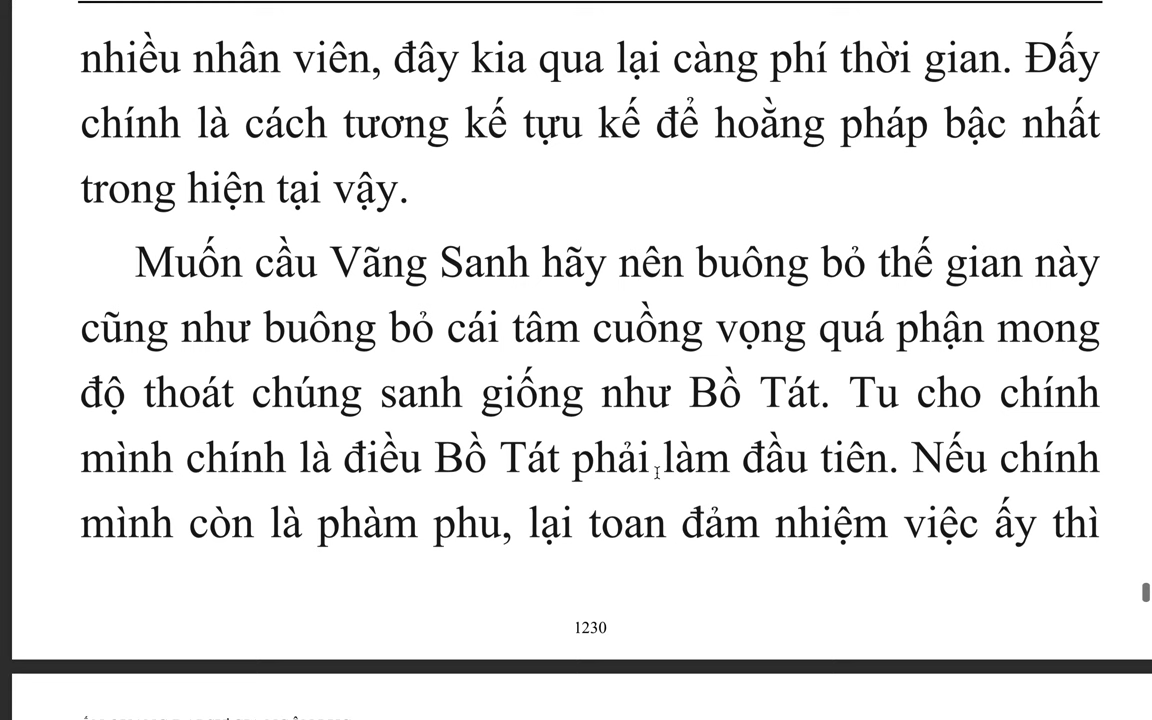 nhiều nhân viên, đây kia qua lại càng phí thời gian. Đấy
chính là cách tương kế tựu kế để hoằng pháp bậc nhất
trong hiện tại vậy.
Muốn cầu Vãng Sanh hãy nên buông bỏ thế gian này
cũng như buông bỏ cái tâm cuồng vọng quá phận mong
độ thoát chúng sanh giống như Bồ Tát. Tu cho chính
mình chính là điều Bồ Tát phải làm đầu tiên. Nếu chính
mình còn là phàm phu, lại toan đảm nhiệm việc ấy thì
1230